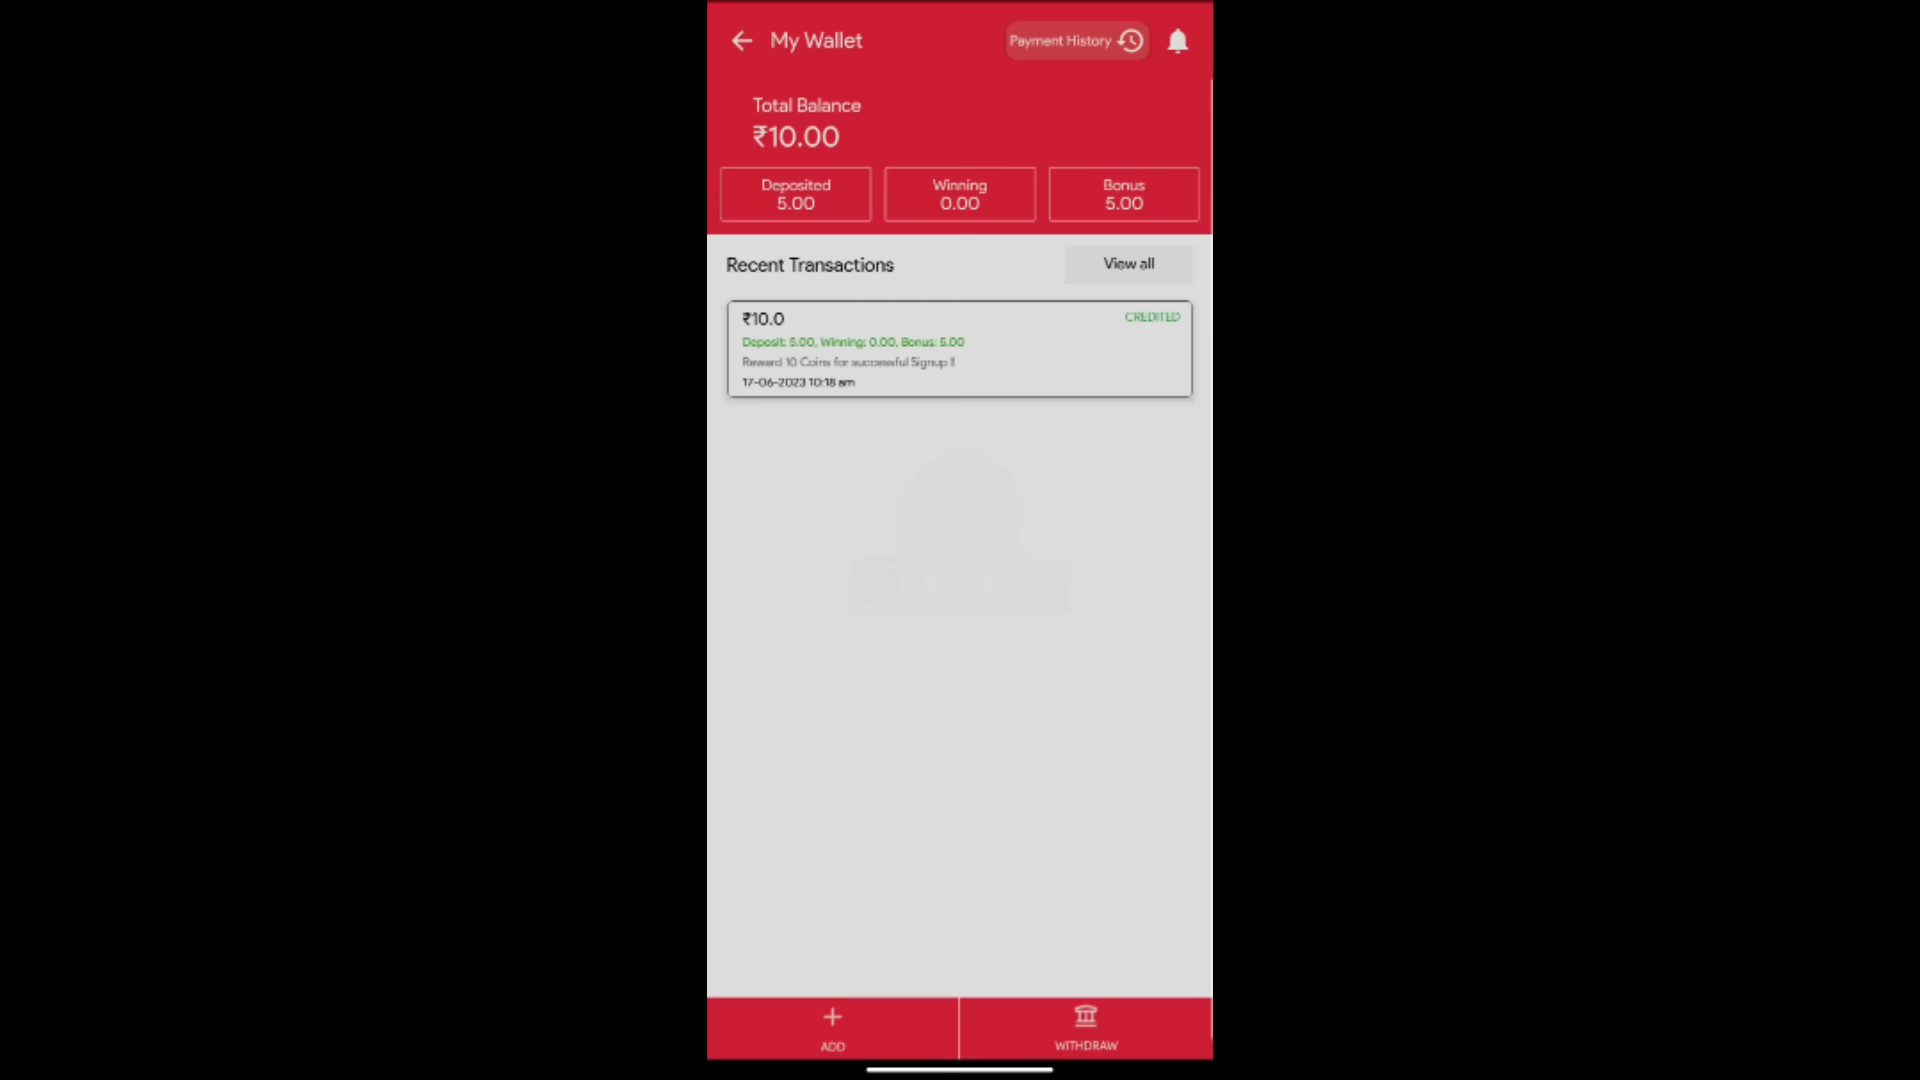 My Wallet
Payment History
Total Balance
₹10.00
Deposited
5.00
Winning
0.00
Bonus
5.00
Recent Transactions
View all
₹10.0
CREDITED
Deposit: 5.00, Winning: 0.00, Bonus: 5.00
Reward 10 Coins for successful Signup !!
17-06-2023 10:18 am
ADD
WITHDRAW